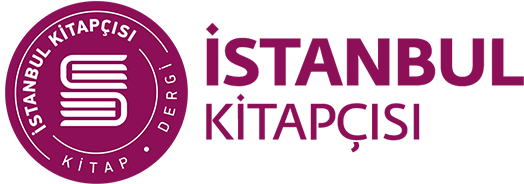 İSTANBUL KİTAPÇISI
KİTAP • DERGİ
İSTANBUL
KİTAPÇISI